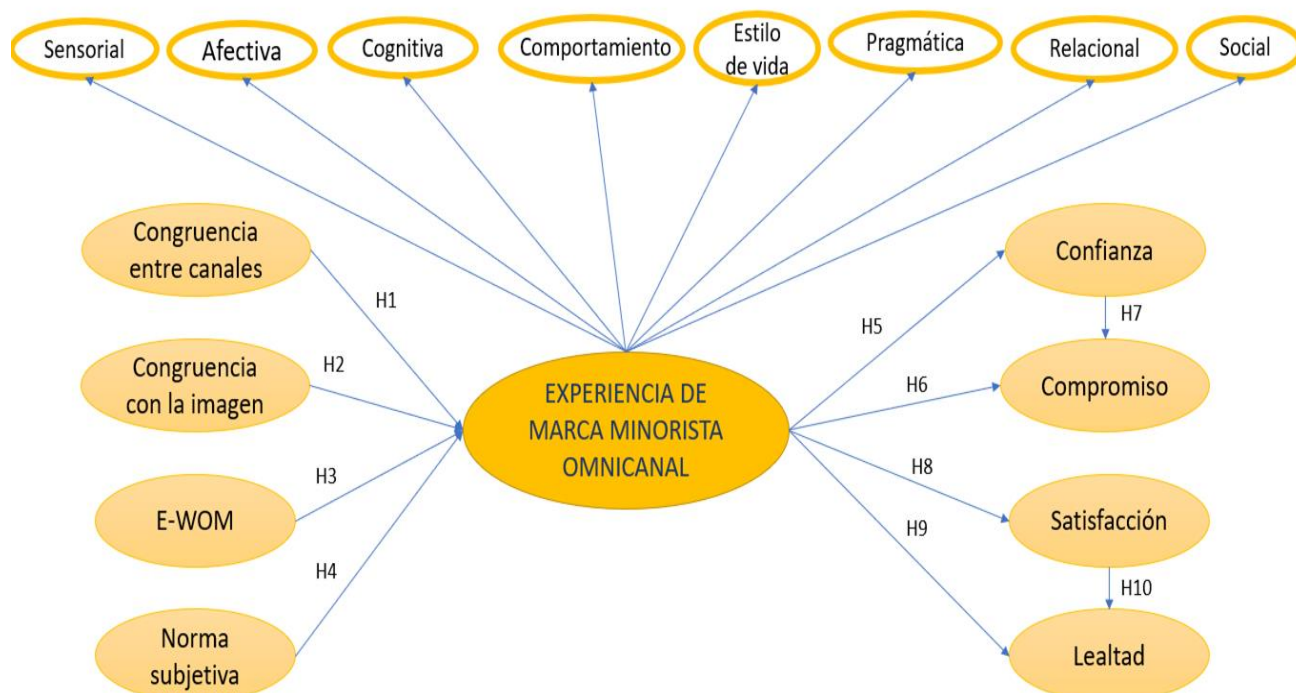 Sensorial
Afectiva
Cognitiva
Comportamiento
Estilo
de vida
Pragmática
Relacional
Social
Congruencia
entre canales
H1
Congruencia
con la imagen
H2
E-WOM
H3
Norma
subjetiva
H4
EXPERIENCIA DE
MARCA MINORISTA
OMNICANAL
H5
H6
H8
H9
Confianza
H7
Compromiso
Satisfacción
H10
Lealtad